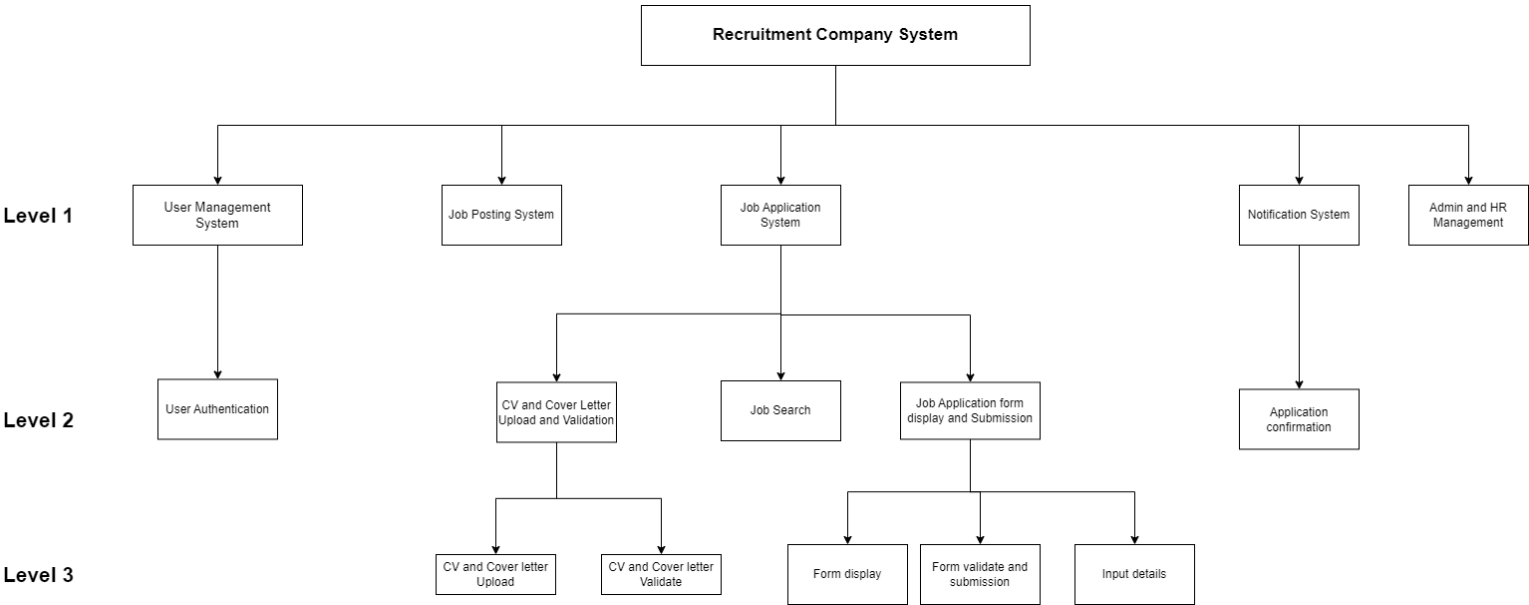 Recruitment Company System
Level 1
User Management
System
Job Posting System
Job Application
System
Notification System
Admin and HR
Management
Level 2
User Authentication
CV and Cover Letter
Upload and Validation
Job Search
Job Application form
display and Submission
Application
confirmation
Level 3
CV and Cover letter
Upload
CV and Cover letter
Validate
Form display
Form validate and
submission
Input details